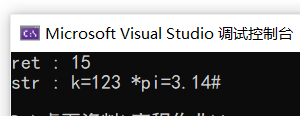 Microsoft Visual Studio 调试控制台
ret : 15
str : k=123 *pi=3.14#